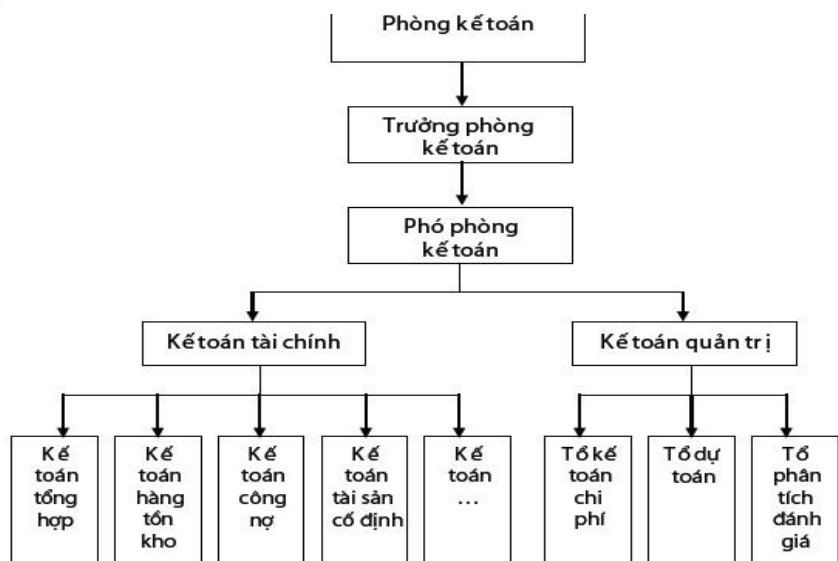 Phòng kế toán
Trưởng phòng
kế toán
Phó phòng
kế toán
Kế toán tài chính
Kế toán quản trị
Kế
toán
tổng
hợp
Kế
toán
hàng
tồn
kho
Kế
toán
công
nợ
Kế
toán
tài sản
cố định
Kế
toán
...
Tổ kế
toán
chi
phí
Tổ dự
toán
Tổ
phân
tích
đánh
giá